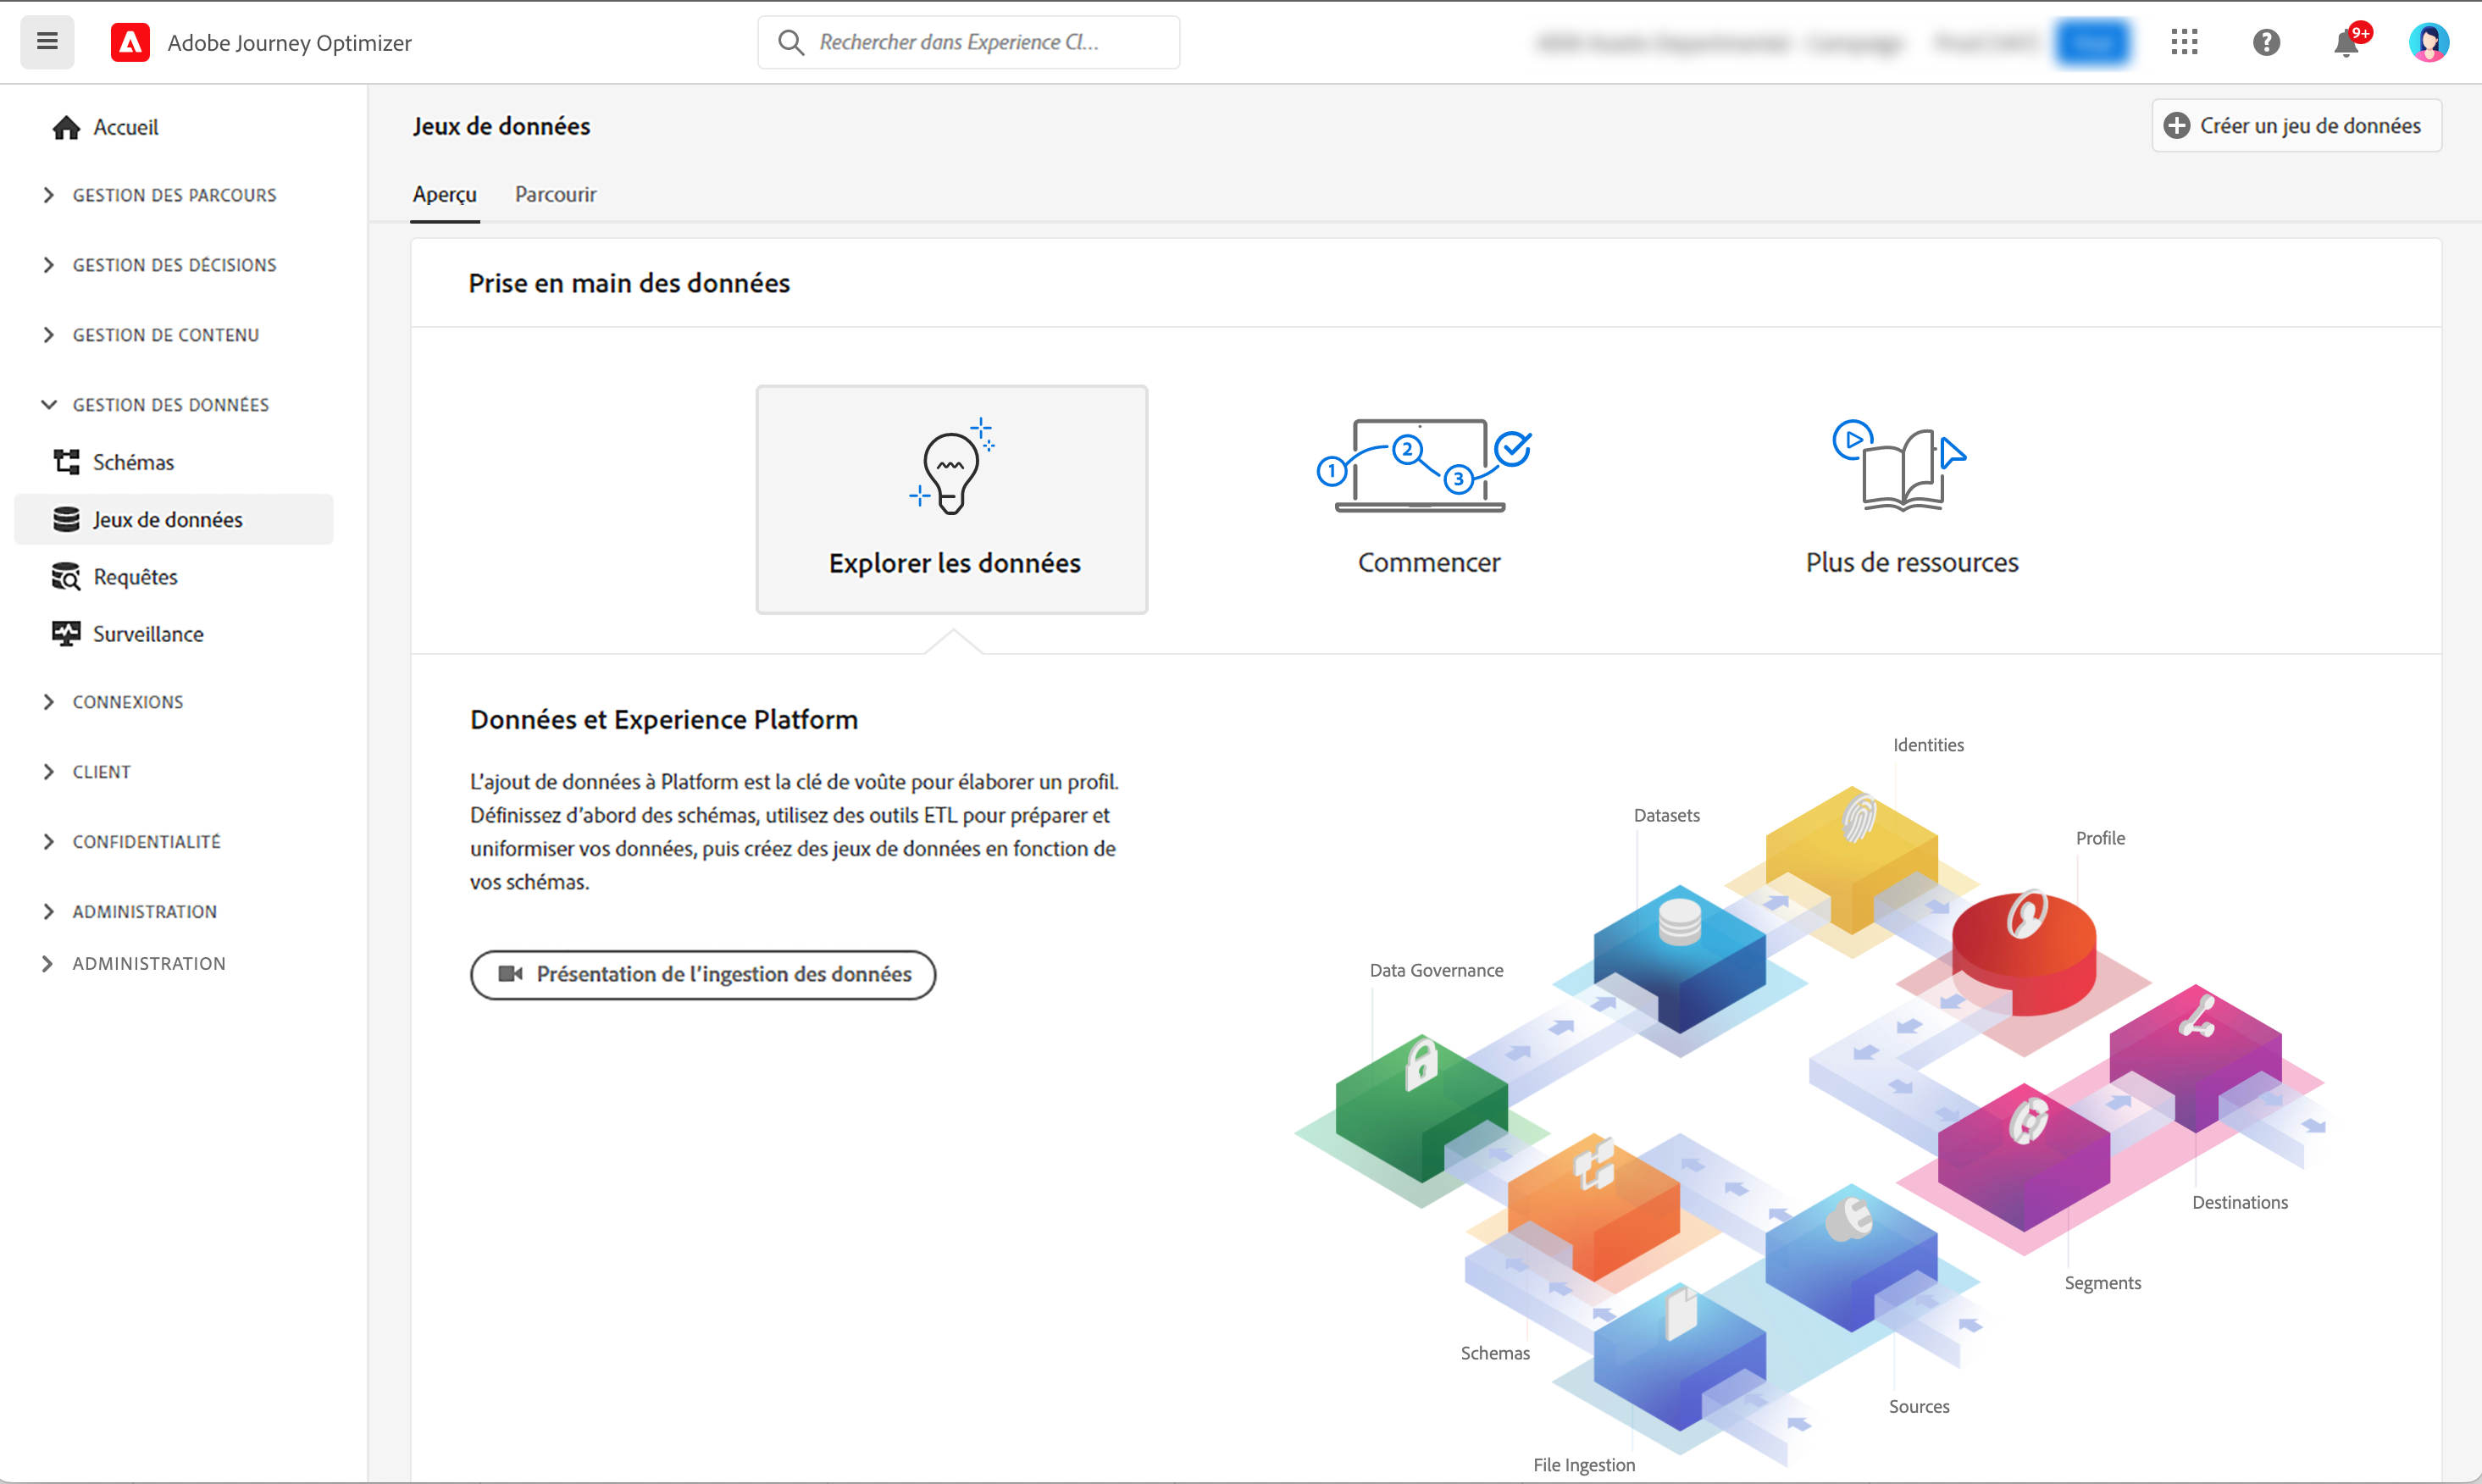 Adobe Journey Optimizer
Rechercher dans Experience Cl...
9+
Accueil
GESTION DES PARCOURS
GESTION DES DÉCISIONS
GESTION DE CONTENU
GESTION DES DONNÉES
Schémas
Jeux de données
Requêtes
Surveillance
CONNEXIONS
CLIENT
CONFIDENTIALITÉ
ADMINISTRATION
ADMINISTRATION
Jeux de données
Créer un jeu de données
Aperçu
Parcourir
Prise en main des données
Explorer les données
1
2
3
Commencer
Plus de ressources
Données et Experience Platform
L’ajout de données à Platform est la clé de voûte pour élaborer un profil.
Définissez d’abord des schémas, utilisez des outils ETL pour préparer et
uniformiser vos données, puis créez des jeux de données en fonction de
vos schémas.
Présentation de l’ingestion des données
Identities
Datasets
Profile
Data Governance
Destinations
Segments
Schemas
Sources
File Ingestion